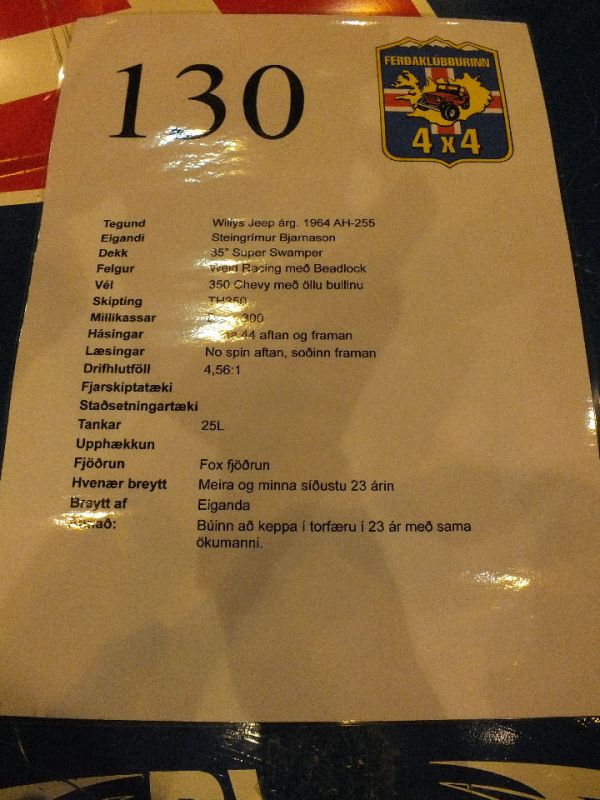 130
FERÐAKLÚBBURINN
4x4
Tegund Willys Jeep árg. 1964 AH-255
Eigandi Steingrímur Bjarnason
Dekk 35" Super Swamper
Felgur Weld Racing með Beadlock
Vél 350 Chevy með öllu bullinu
Skipting TH350
Millikassar 300
Hásingar 44 aftan og framan
Læsingar No spin aftan, soðinn framan
Drifhlutföll 4,56:1
Fjarskiptatæki
Staðsetningartæki
Tankar 25L
Upphækkun
Fjöðrun Fox fjöðrun
Hvenær breytt Meira og minna síðustu 23 árin
Breytt af Eiganda
Annað: Búinn að keppa í torfæru í 23 ár með sama
ökumanni.